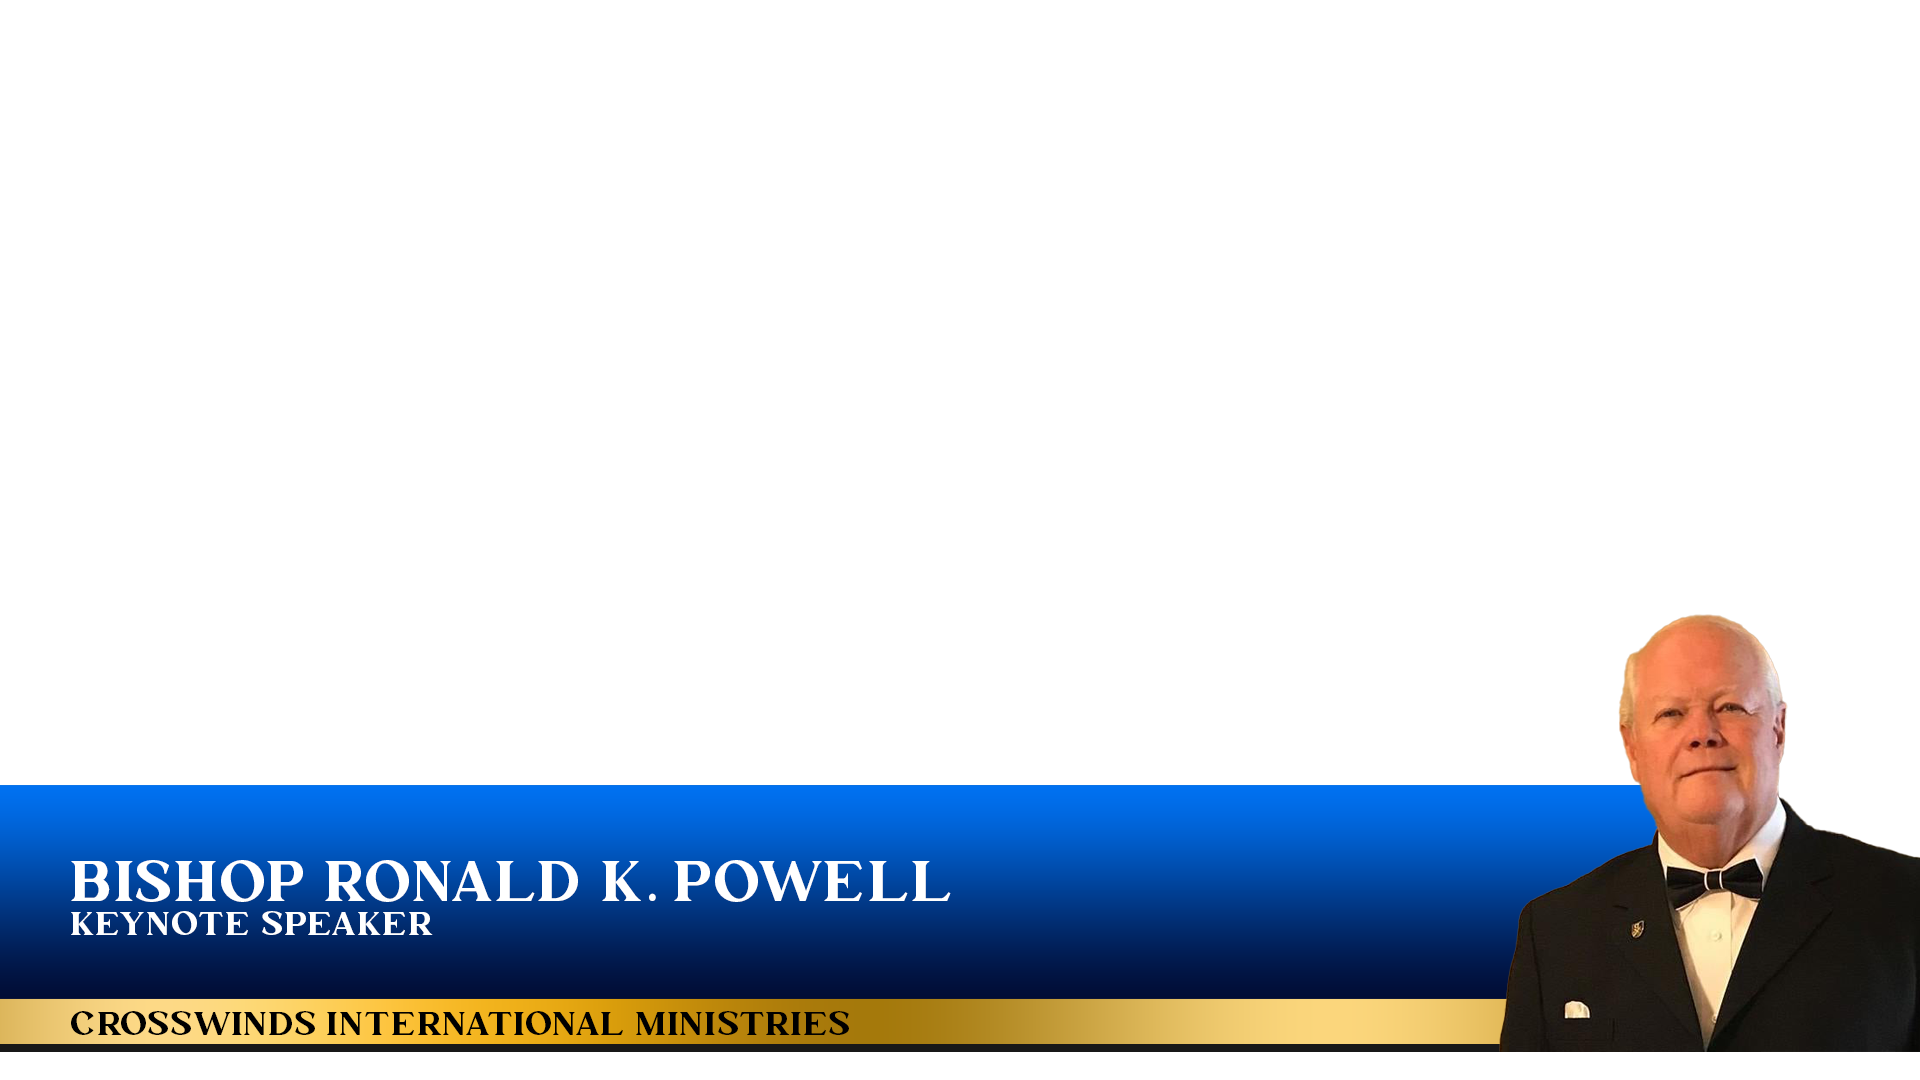 BISHOP RONALD K. POWELL
KEYNOTE SPEAKER
CROSSWINDS INTERNATIONAL MINISTRIES